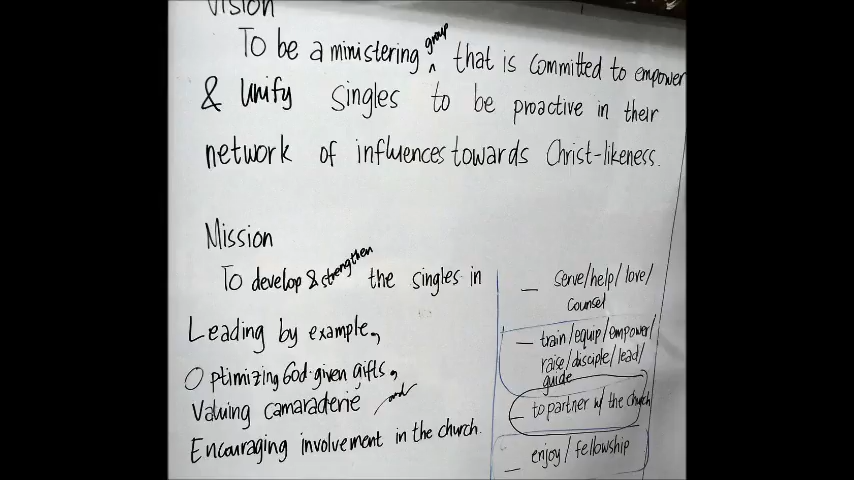 Vision
To be a ministering group that is committed to empower
& Unify singles to be proactive in their
network of influences towards Christ-likeness.
Mission
To develop & strengthen the singles in
Leading by example,
Optimizing God-given gifts,
Valuing camaraderie and
Encouraging involvement in the church.
— serve/help/love/
counsel
— train/equip/empower/
raise/disciple/lead/
guide
— to partner w/ the church
— enjoy/fellowship